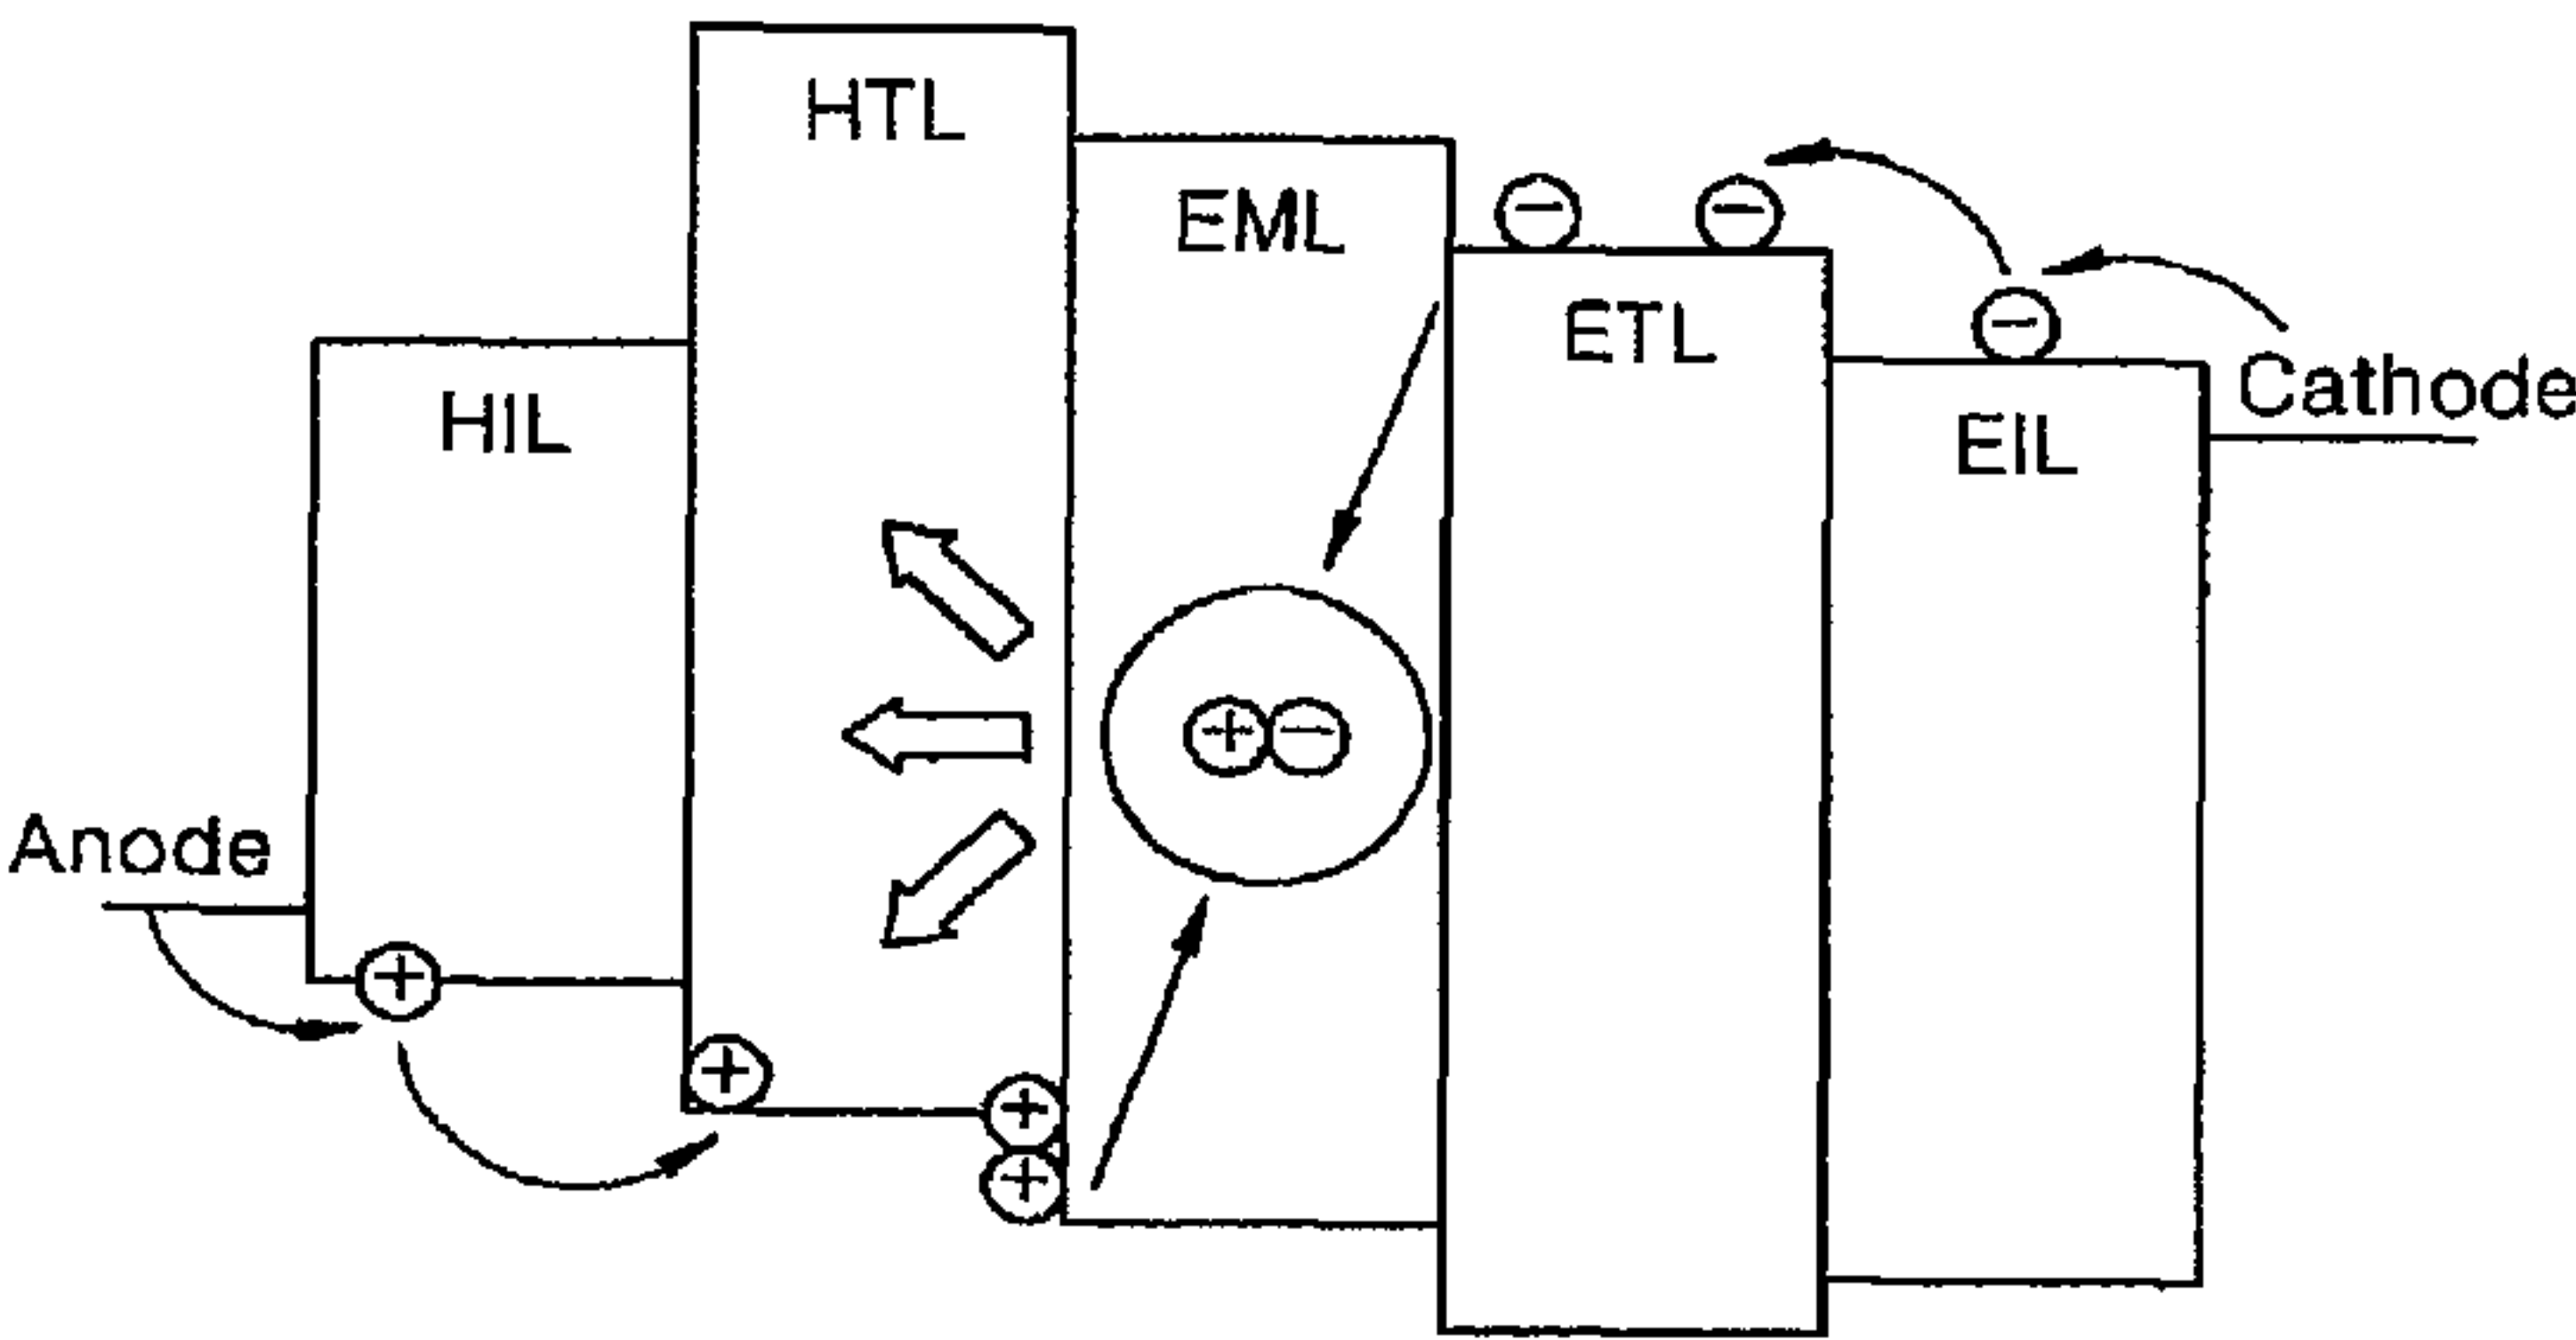 HTL
EML
ETL
HIL
EIL
Cathode
Anode
+
+
+
+
+ −
−
−
−